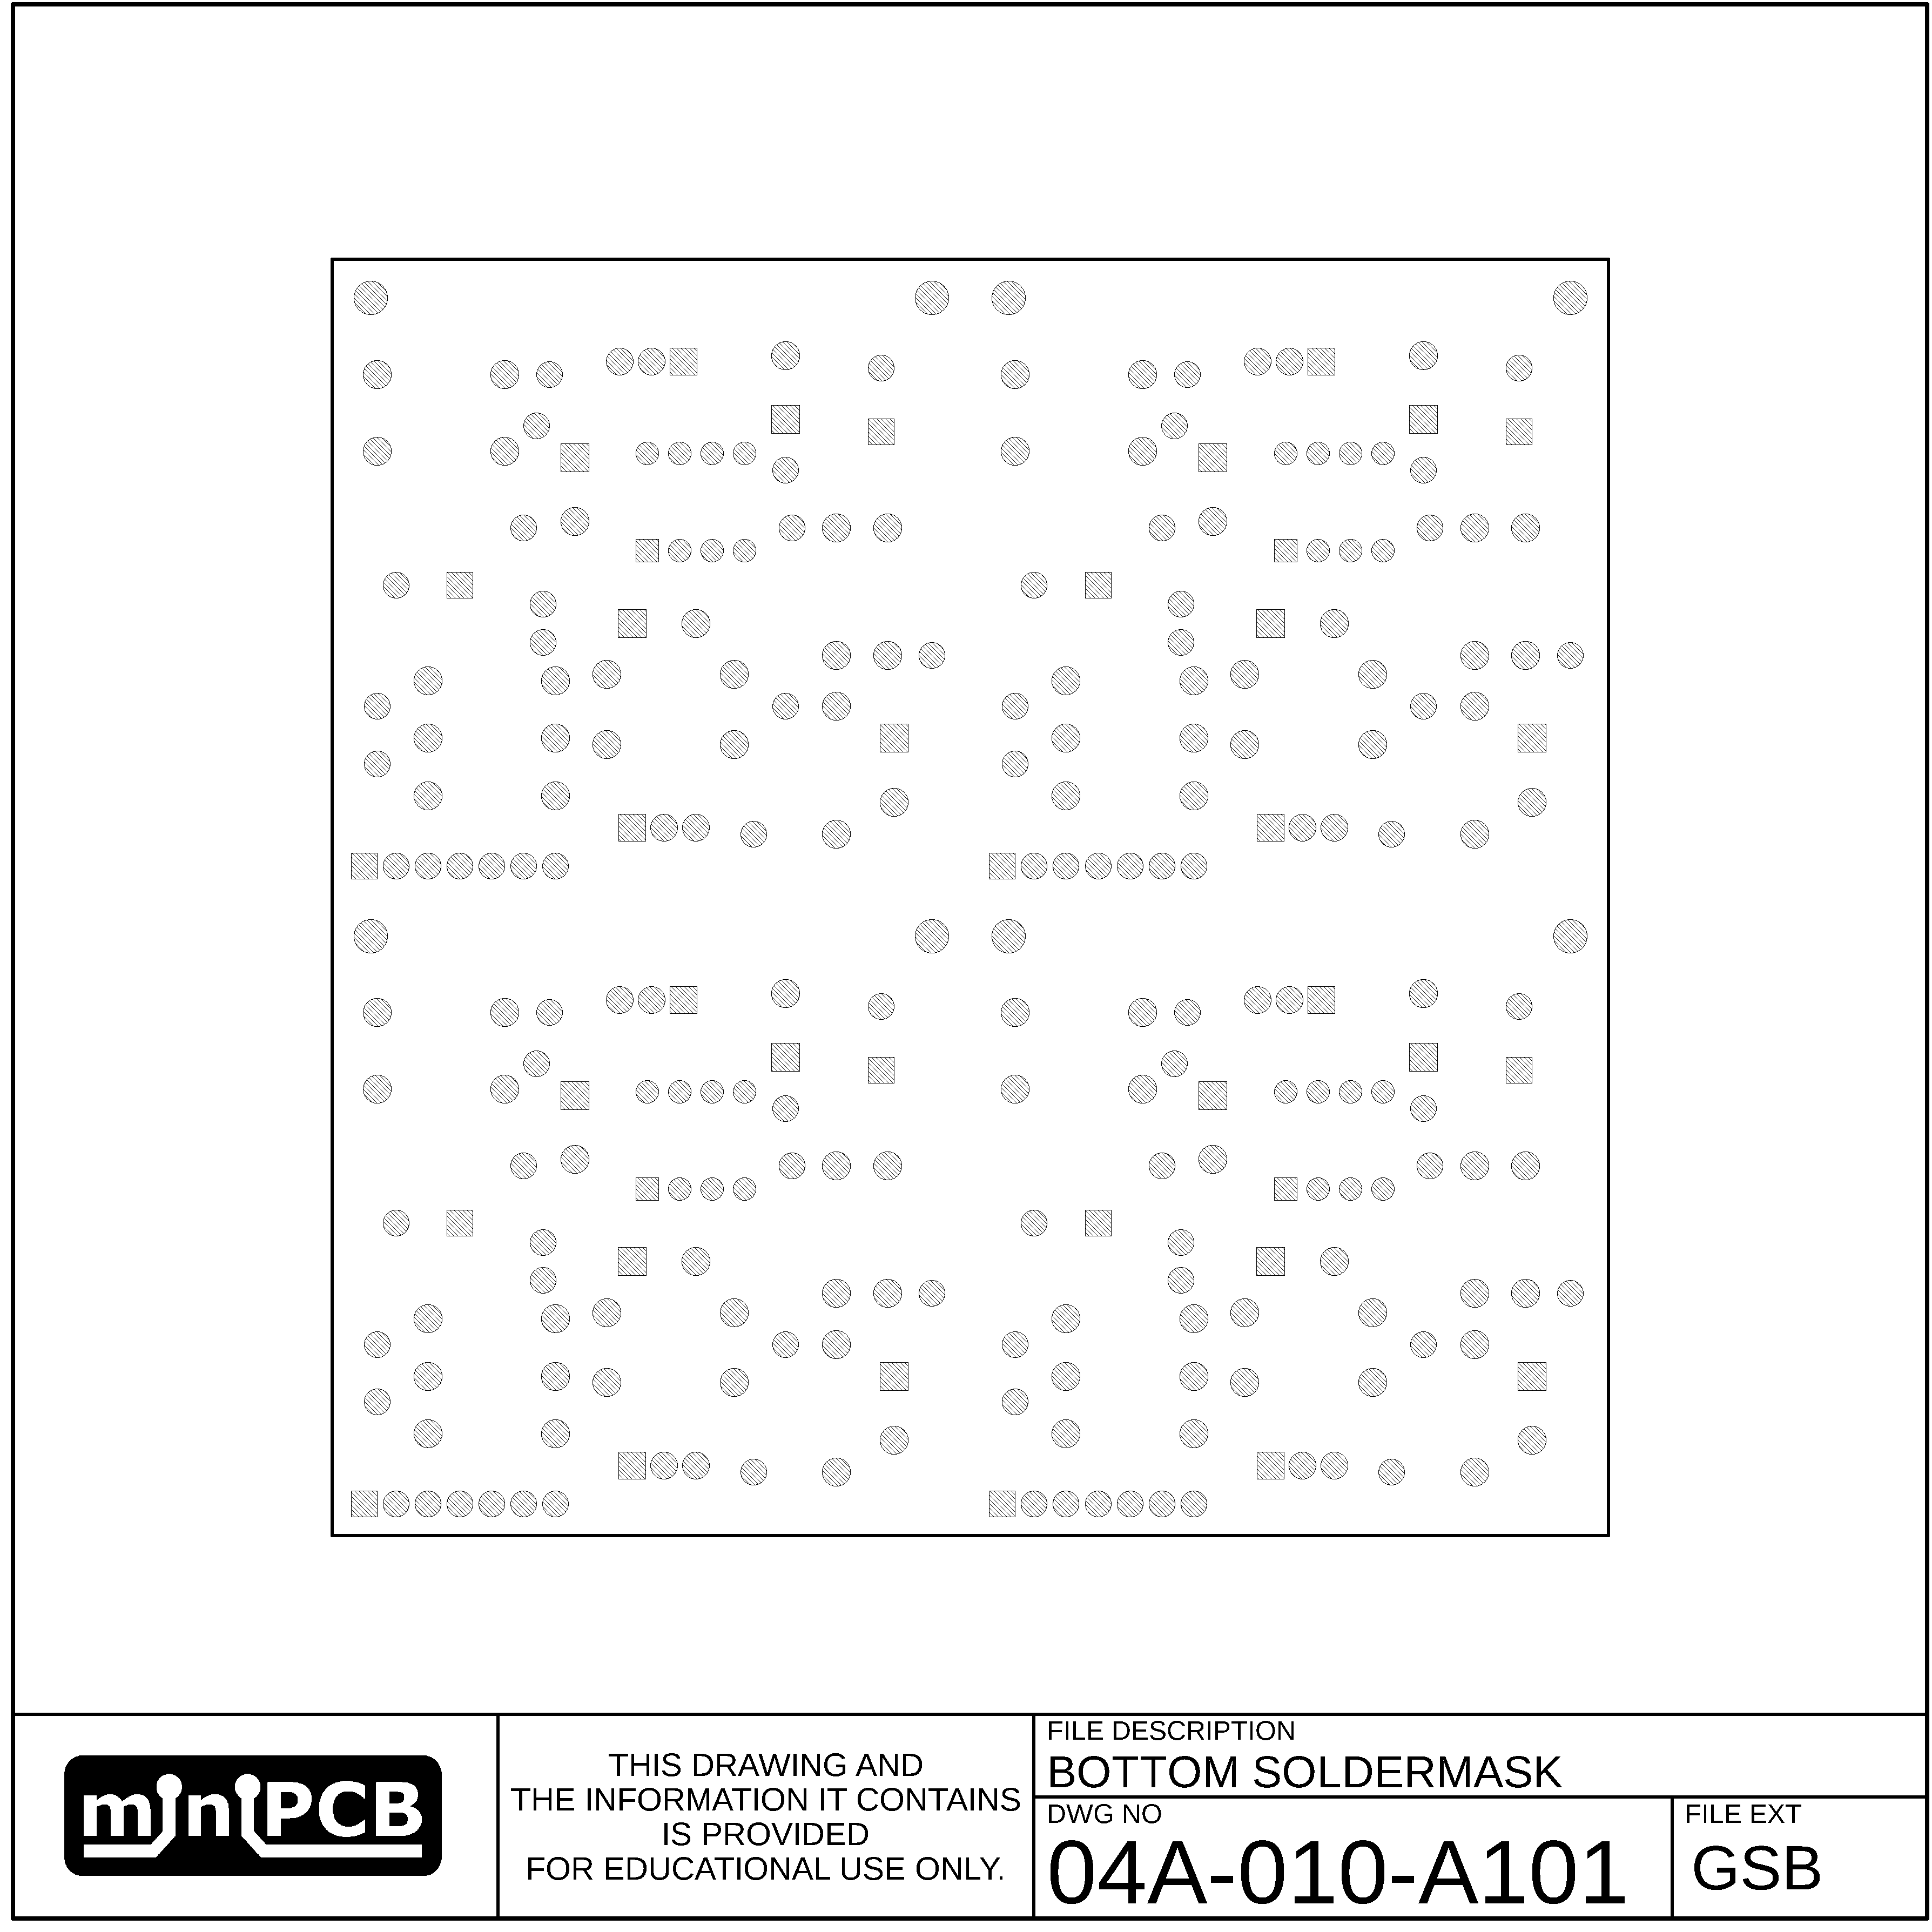 miniPCB
THIS DRAWING AND
THE INFORMATION IT CONTAINS
IS PROVIDED
FOR EDUCATIONAL USE ONLY.
FILE DESCRIPTION
BOTTOM SOLDERMASK
DWG NO
04A-010-A101
FILE EXT
GSB